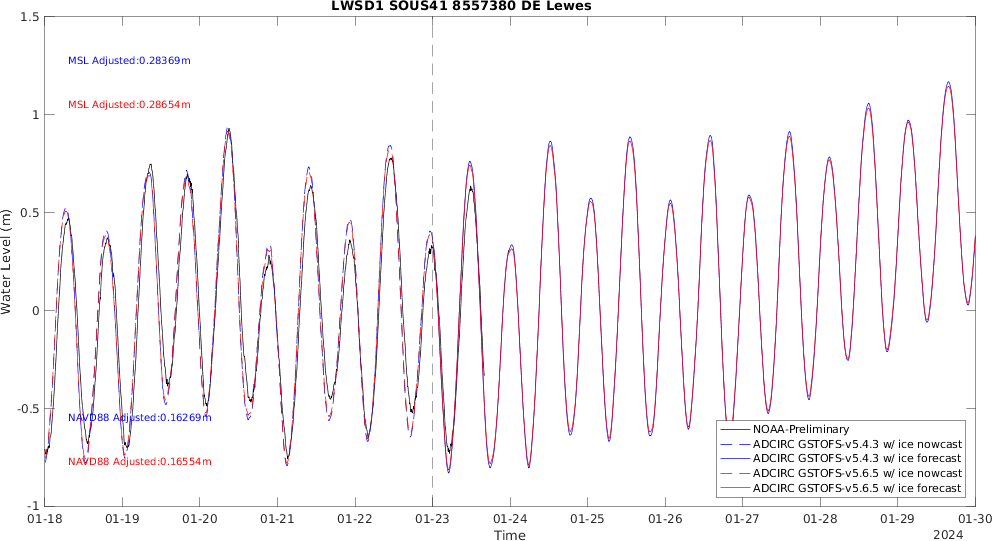 LWSD1 SOUS41 8557380 DE Lewes
1.5
1
0.5
0
-0.5
-1
Water Level (m)
MSL Adjusted:0.28369m
MSL Adjusted:0.28654m
NAVD88 Adjusted:0.16269m
NAVD88 Adjusted:0.16554m
NOAA-Preliminary
ADCIRC GSTOFS-v5.4.3 w/ ice nowcast
ADCIRC GSTOFS-v5.4.3 w/ ice forecast
ADCIRC GSTOFS-v5.6.5 w/ ice nowcast
ADCIRC GSTOFS-v5.6.5 w/ ice forecast
01-18 01-19 01-20 01-21 01-22 01-23 01-24 01-25 01-26 01-27 01-28 01-29 01-30
Time
2024